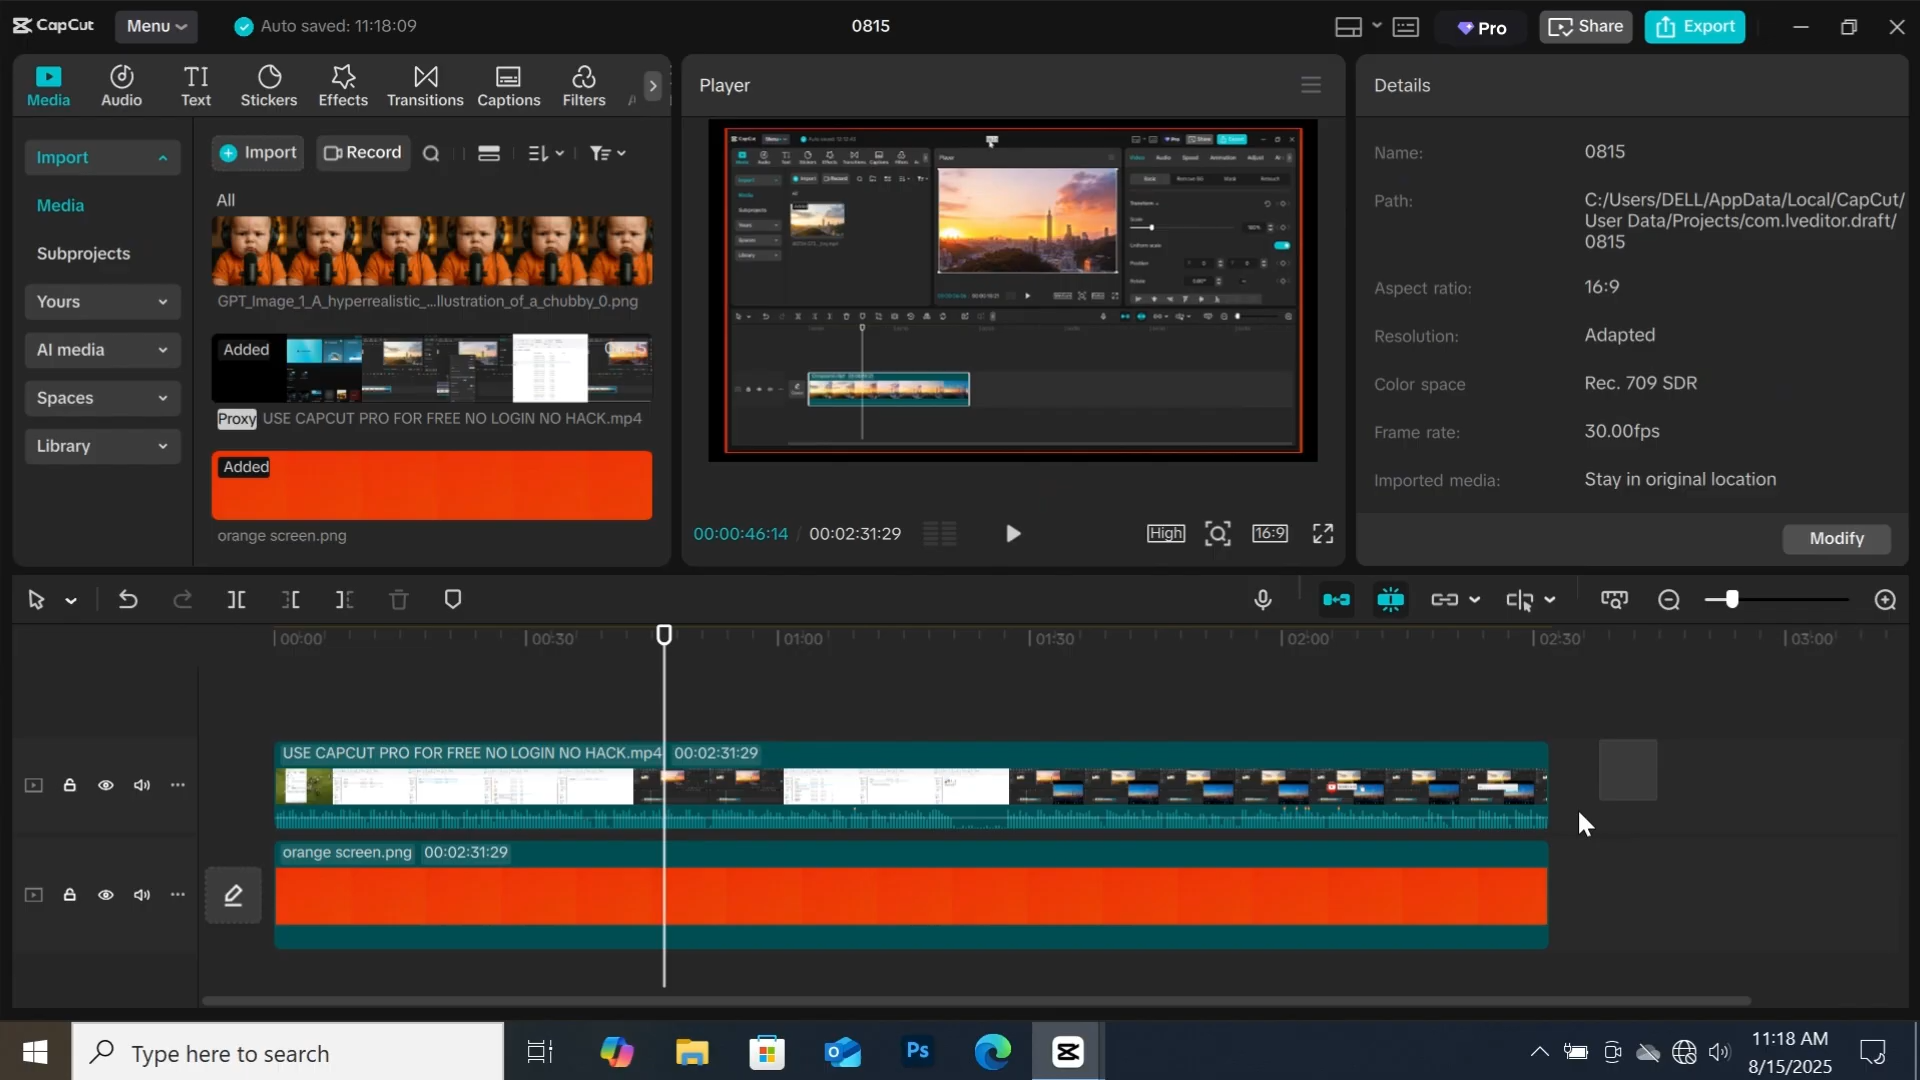 CapCut
Menu
Auto saved: 11:18:09
0815
Pro
Share
Export
Media
Audio
Text
Stickers
Effects
Transitions
Captions
Filters
Player
Details
Import
Media
Subprojects
Yours
AI media
Spaces
Library
Import
Record
All
GPT_Image_1_A_hyperrealistic_...llustration_of_a_chubby_0.png
Added
Proxy USE CAPCUT PRO FOR FREE NO LOGIN NO HACK.mp4
Added
orange screen.png
00:00:46:14 / 00:02:31:29
High
16:9
Name: 0815
Path: C:/Users/DELL/AppData/Local/CapCut/
User Data/Projects/com.lveditor.draft/
0815
Aspect ratio: 16:9
Resolution: Adapted
Color space Rec. 709 SDR
Frame rate: 30.00fps
Imported media: Stay in original location
Modify
00:00 00:30 01:00 01:30 02:00 02:30 03:00
USE CAPCUT PRO FOR FREE NO LOGIN NO HACK.mp4 00:02:31:29
orange screen.png 00:02:31:29
Type here to search
Ps
11:18 AM
8/15/2025